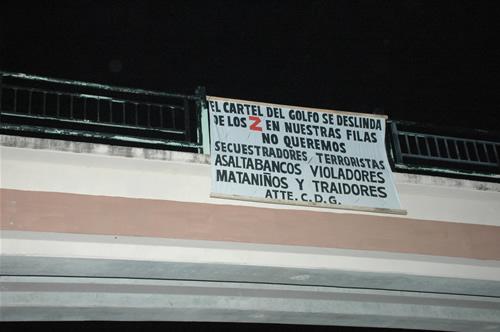 EL CARTEL DEL GOLFO SE DESLINDA
DE LOS Z EN NUESTRAS FILAS
NO QUEREMOS
SECUESTRADORES/TERRORISTAS
ASALTABANCOS VIOLADORES
MATANIÑOS Y TRAIDORES
ATTE. C.D.G.